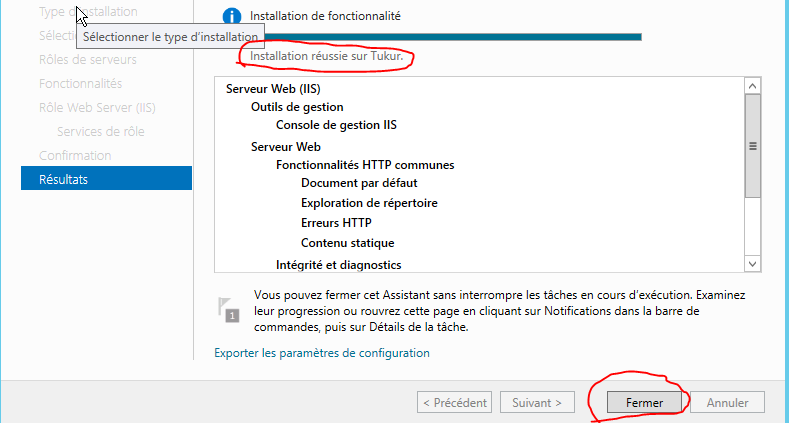 Type d'installation
Sélectio
Sélectionner le type d'installation
Rôles de serveurs
Fonctionnalités
Rôle Web Server (IIS)
Services de rôle
Confirmation
Résultats
Installation de fonctionnalité
Installation réussie sur Tukur.
Serveur Web (IIS)
Outils de gestion
Console de gestion IIS
Serveur Web
Fonctionnalités HTTP communes
Document par défaut
Exploration de répertoire
Erreurs HTTP
Contenu statique
Intégrité et diagnostics
1
Vous pouvez fermer cet Assistant sans interrompre les tâches en cours d'exécution. Examinez
leur progression ou rouvrez cette page en cliquant sur Notifications dans la barre de
commandes, puis sur Détails de la tâche.
Exporter les paramètres de configuration
< Précédent
Suivant >
Fermer
Annuler